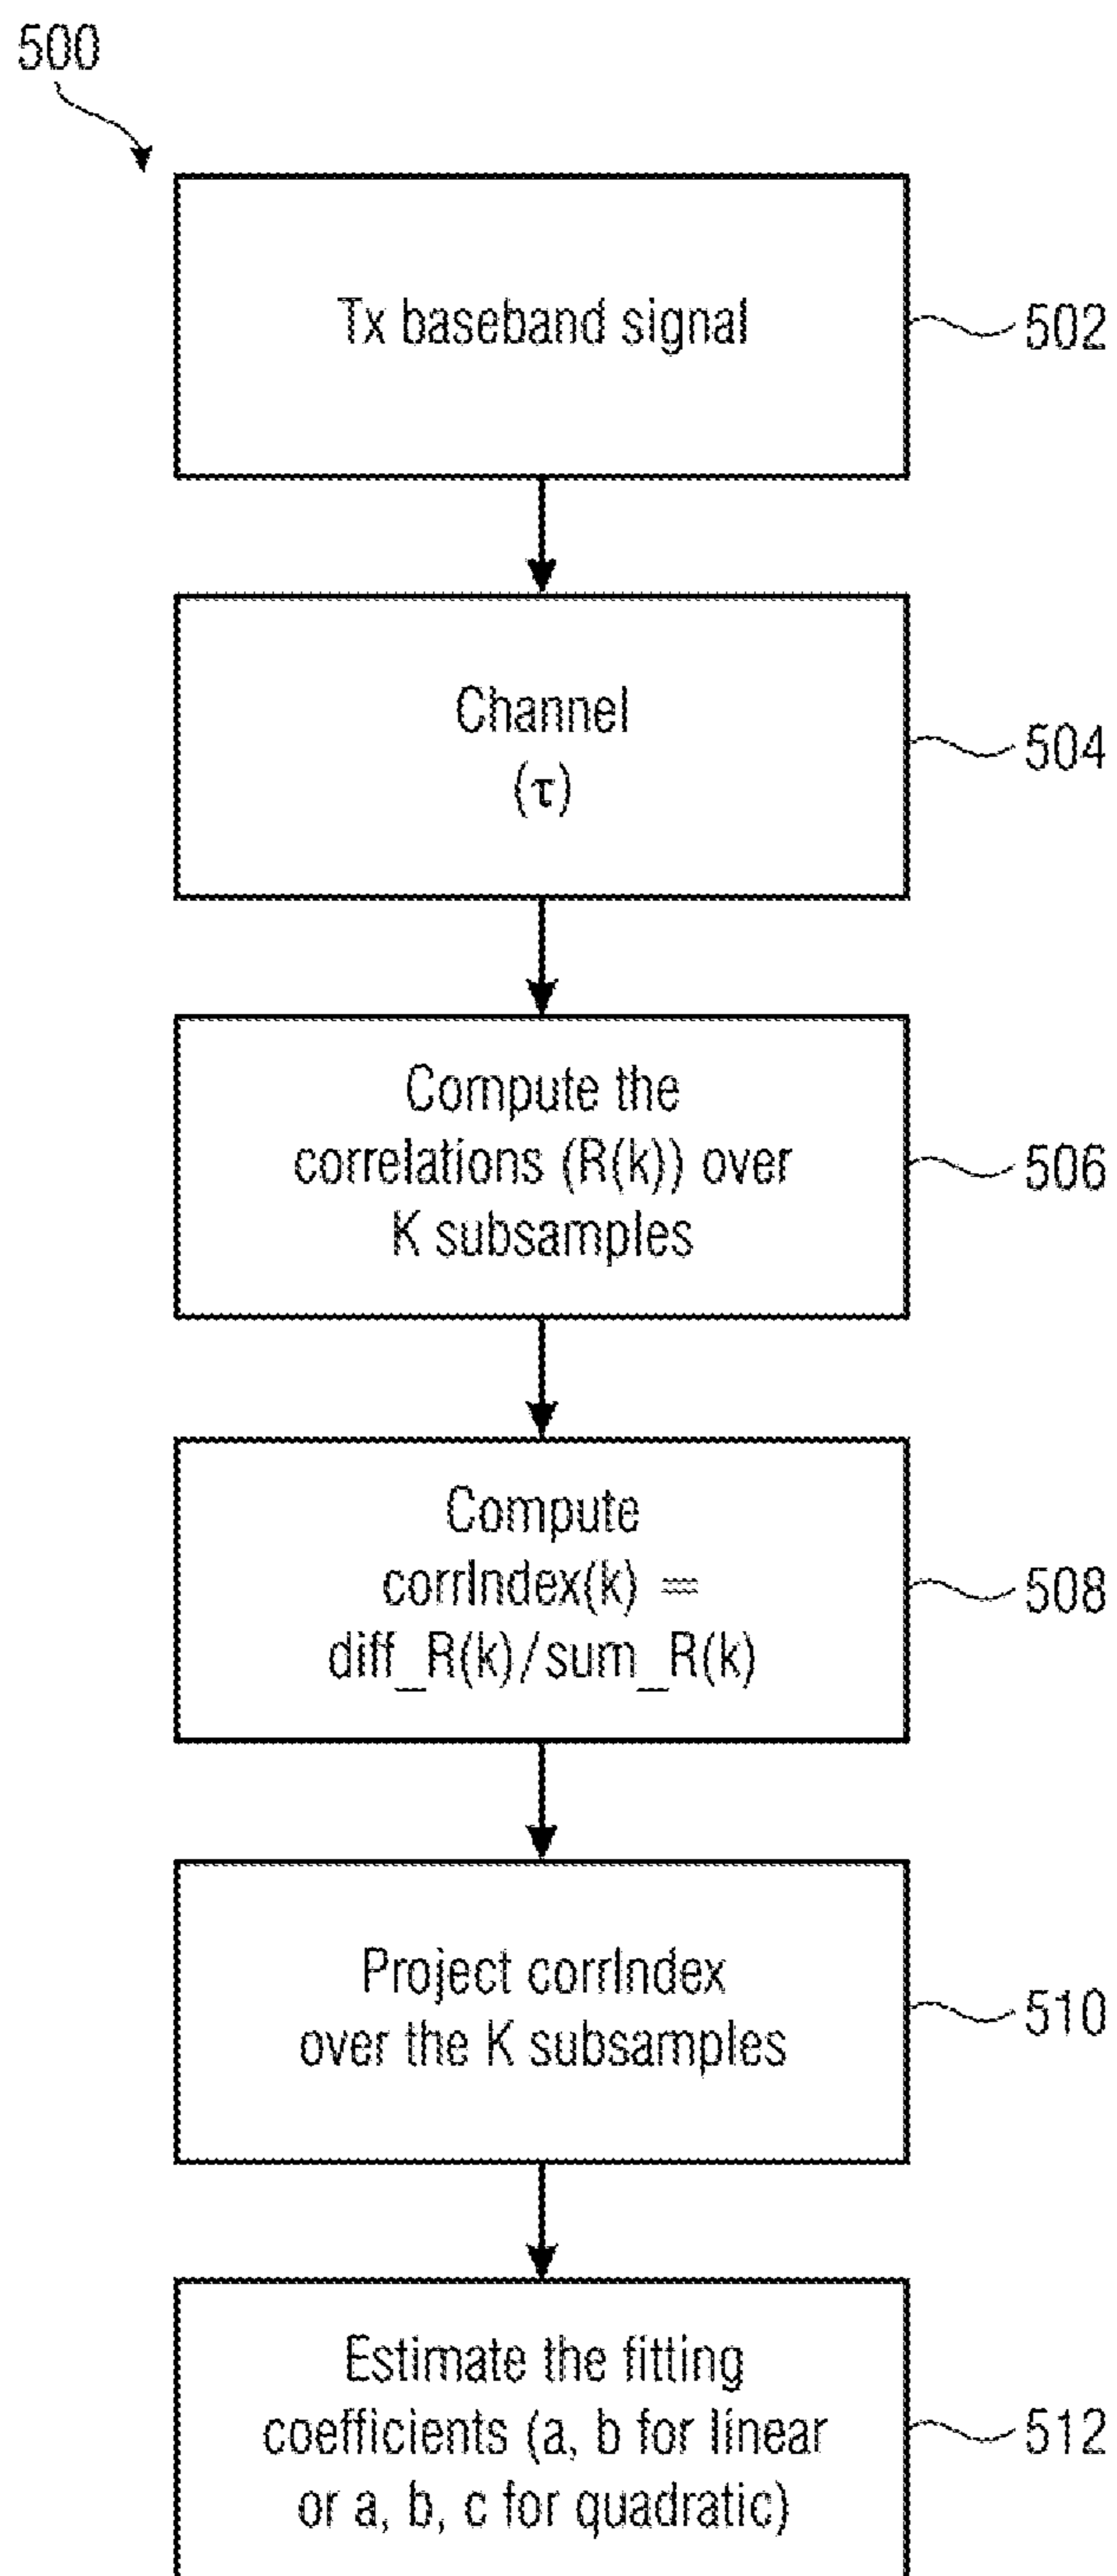 500
Tx baseband signal
502
Channel
(τ)
504
Compute the
correlations (R(k)) over
K subsamples
506
Compute
corrIndex(k) =
diff_R(k)/sum_R(k)
508
Project corrIndex
over the K subsamples
510
Estimate the fitting
coefficients (a, b for linear
or a, b, c for quadratic)
512